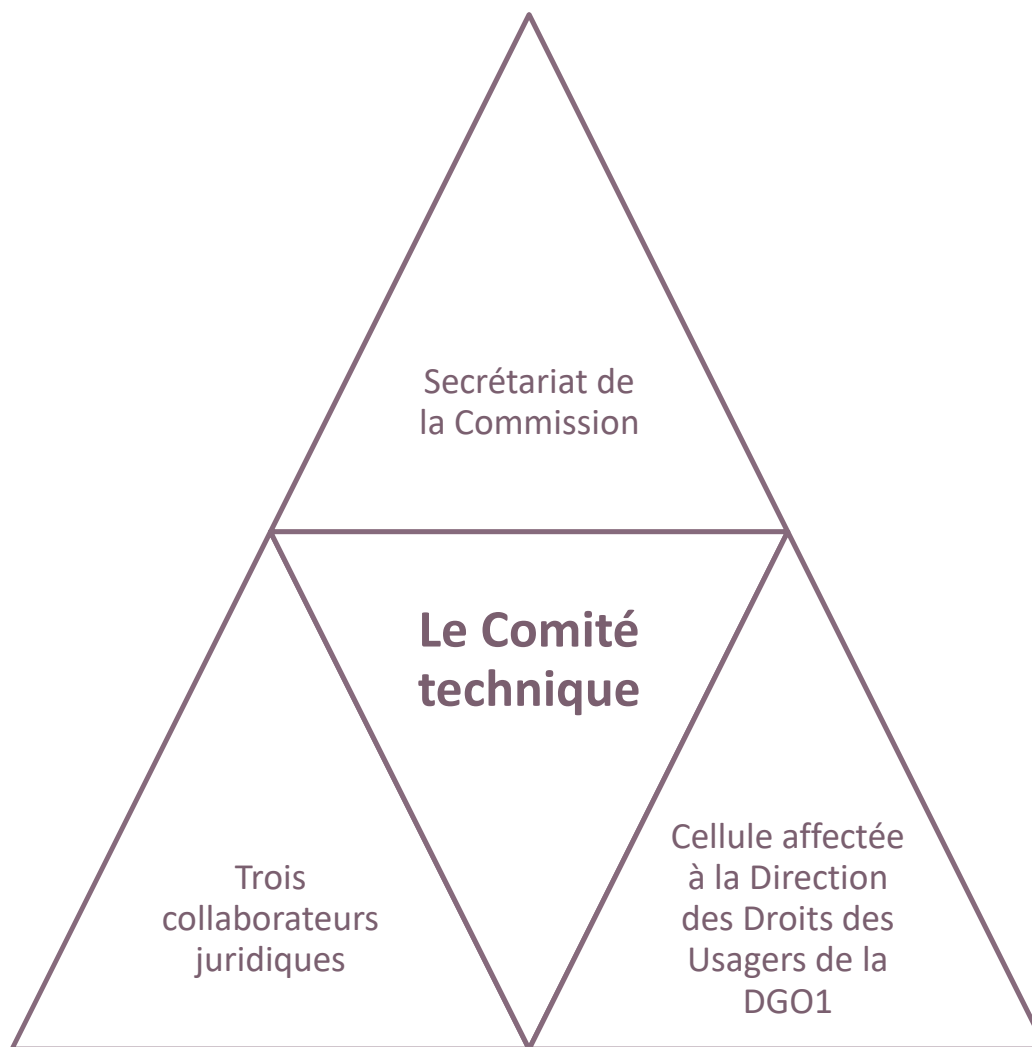 Secrétariat de
la Commission
Le Comité
technique
Trois
collaborateurs
juridiques
Cellule affectée
à la Direction
des Droits des
Usagers de la
DGO1